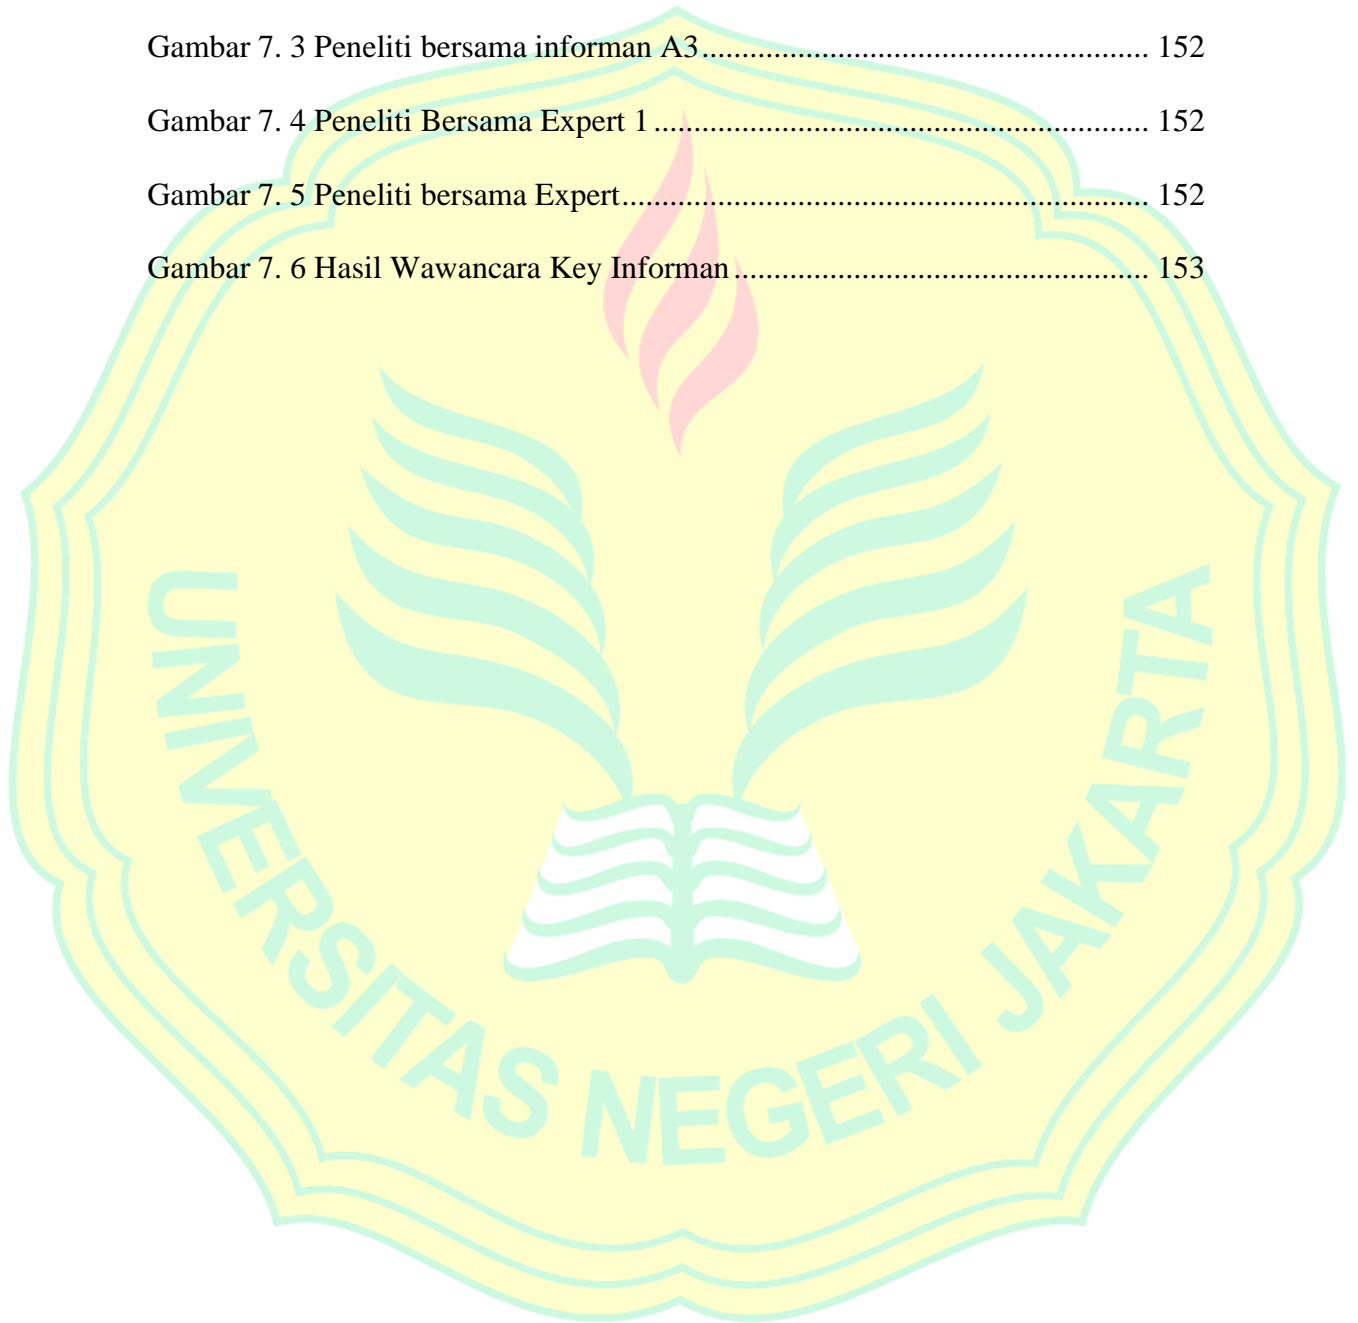 Gambar 7. 3 Peneliti bersama informan A3........................................................ 152
Gambar 7. 4 Peneliti Bersama Expert 1.............................................................. 152
Gambar 7. 5 Peneliti bersama Expert.................................................................. 152
Gambar 7. 6 Hasil Wawancara Key Informan.................................................... 153
UNIVERSITAS NEGERI JAKARTA